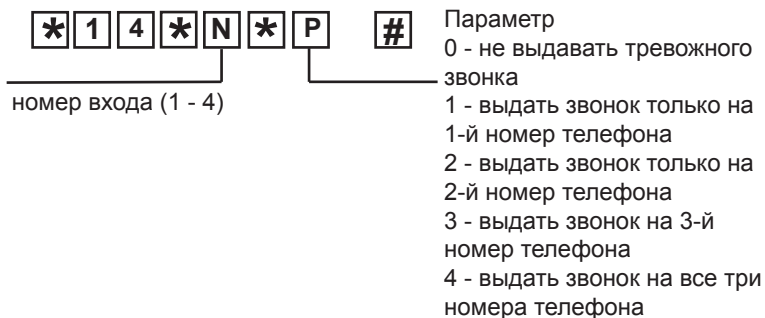 *14*N*P #
номер входа (1 - 4)
Параметр
0 - не выдавать тревожного
звонка
1 - выдать звонок только на
1-й номер телефона
2 - выдать звонок только на
2-й номер телефона
3 - выдать звонок на 3-й
номер телефона
4 - выдать звонок на все три
номера телефона